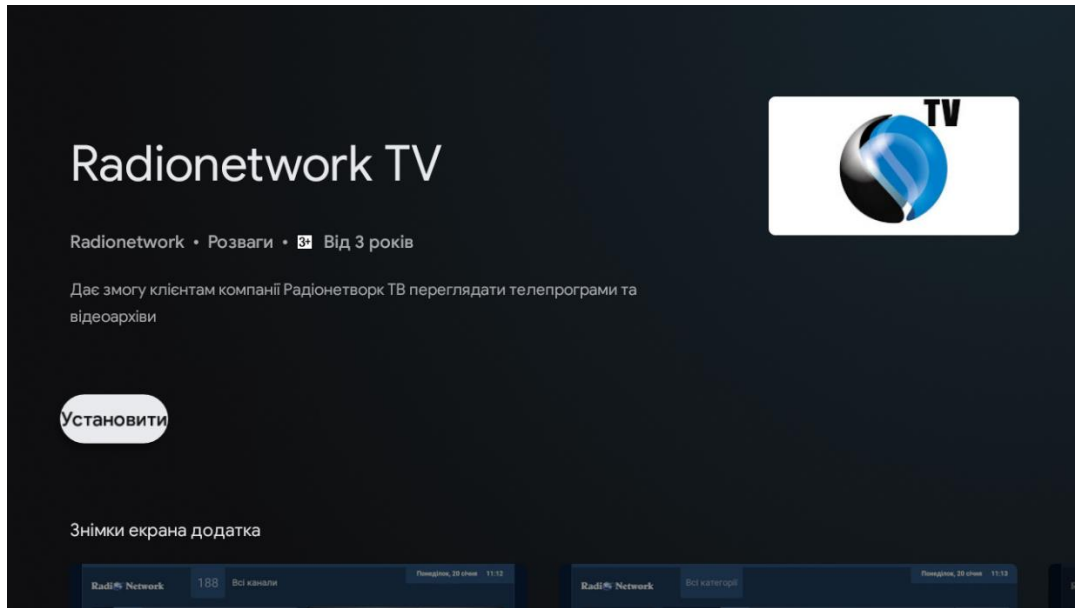 TV
Radionetwork TV
Radionetwork • Розваги • 3+ Від 3 років
Дає змогу клієнтам компанії Радіонетворк ТВ переглядати телепрограми та
відеоархіви
Установити
Знімки екрана додатка
Radio Network 188 Всі канали Понеділок, 20 січня 11:12
Radio Network Всі категорії Понеділок, 20 січня 11:13